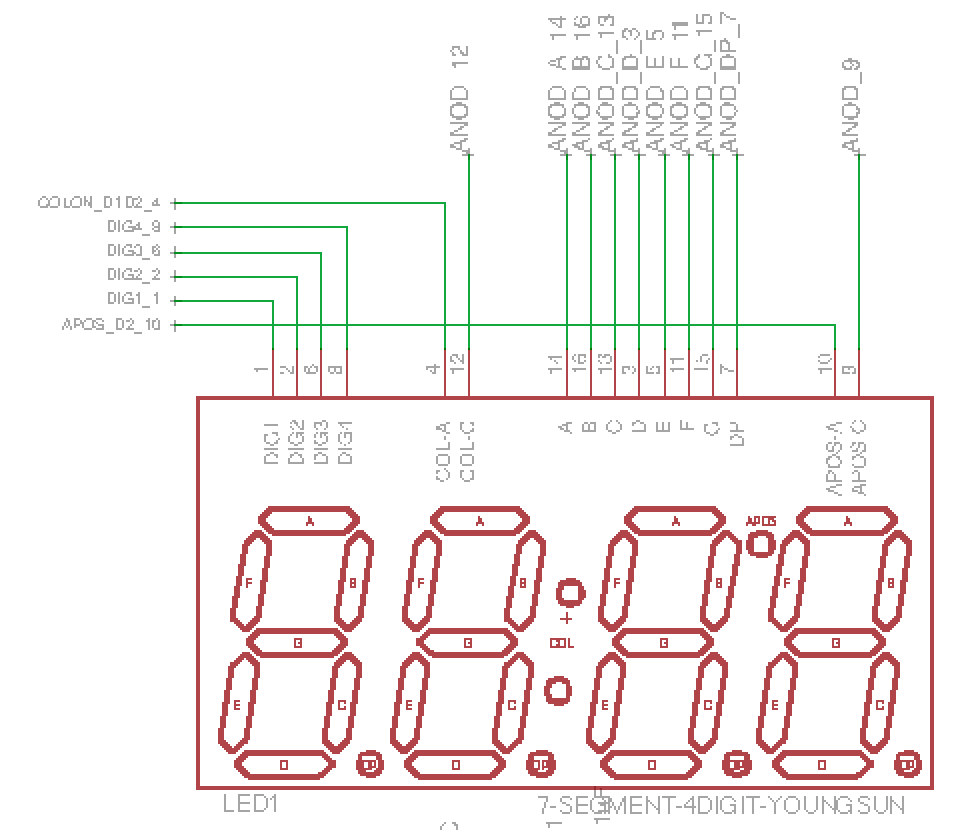 ANOD_12
ANOD_A_14
ANOD_B_16
ANOD_C_13
ANOD_D_3
ANOD_E_5
ANOD_F_11
ANOD_G_15
ANOD_DP_7
ANOD_9
COLON_D1D2_4
DIG4_9
DIG3_6
DIG2_2
DIG1_1
APOS_D2_10
1 2 6 8 4 12 14 16 13 3 5 11 15 7 10 9
DIG1 DIG2 DIG3 DIG4 COL-A COL-C A B C D E F G DP APOS-A APOS-C
A A A APOS A
F B F B F B F B
+
G G COL G G
E C E C E C E C
D DP D DP D DP D DP
LED1 7-SEGMENT-4DIGIT-YOUNGSUN